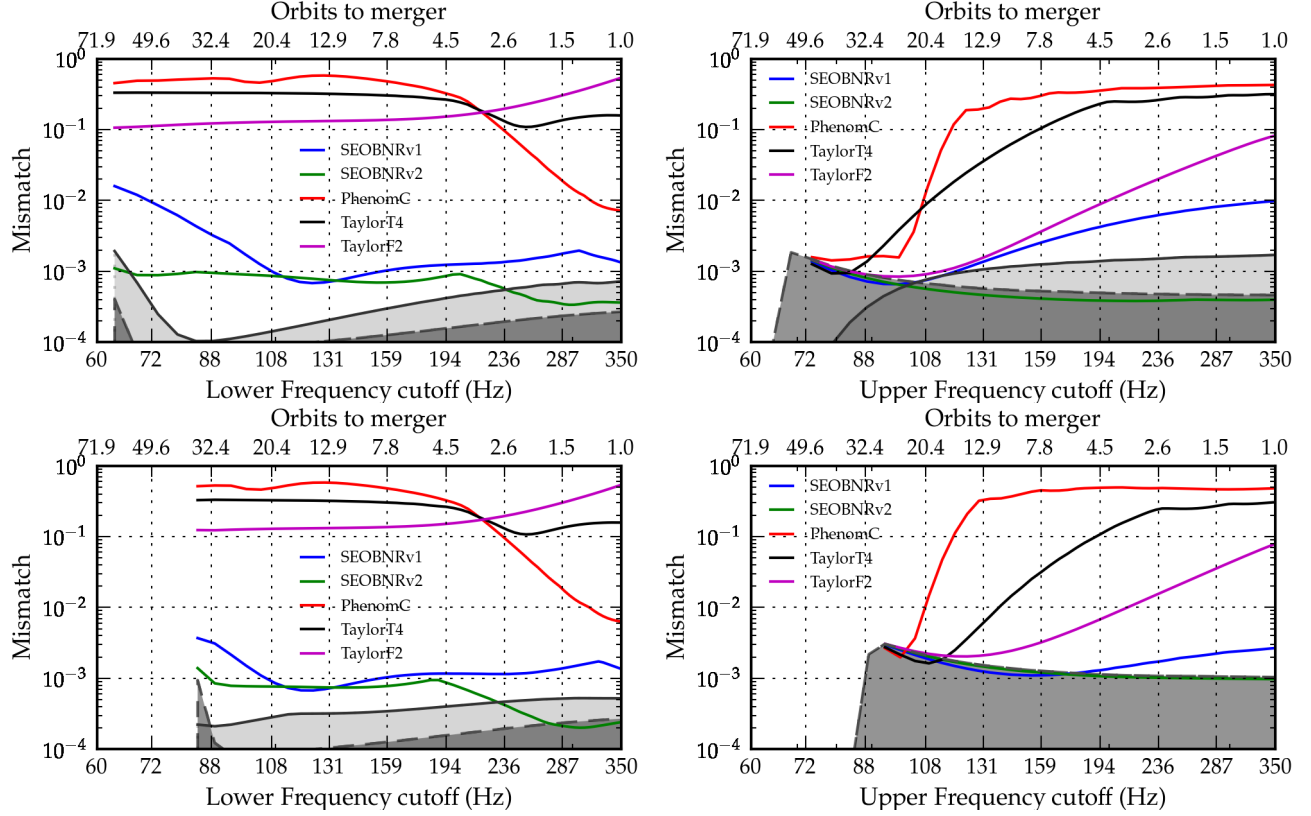 Orbits to merger
71.9 49.6 32.4 20.4 12.9 7.8 4.5 2.6 1.5 1.0
10^0
10^-1
10^-2
10^-3
10^-4
Mismatch
SEOBNRv1
SEOBNRv2
PhenomC
TaylorT4
TaylorF2
60 72 88 108 131 159 194 236 287 350
Lower Frequency cutoff (Hz)
Orbits to merger
71.9 49.6 32.4 20.4 12.9 7.8 4.5 2.6 1.5 1.0
10^0
10^-1
10^-2
10^-3
10^-4
Mismatch
SEOBNRv1
SEOBNRv2
PhenomC
TaylorT4
TaylorF2
60 72 88 108 131 159 194 236 287 350
Upper Frequency cutoff (Hz)
Orbits to merger
71.9 49.6 32.4 20.4 12.9 7.8 4.5 2.6 1.5 1.0
10^0
10^-1
10^-2
10^-3
10^-4
Mismatch
SEOBNRv1
SEOBNRv2
PhenomC
TaylorT4
TaylorF2
60 72 88 108 131 159 194 236 287 350
Lower Frequency cutoff (Hz)
Orbits to merger
71.9 49.6 32.4 20.4 12.9 7.8 4.5 2.6 1.5 1.0
10^0
10^-1
10^-2
10^-3
10^-4
Mismatch
SEOBNRv1
SEOBNRv2
PhenomC
TaylorT4
TaylorF2
60 72 88 108 131 159 194 236 287 350
Upper Frequency cutoff (Hz)